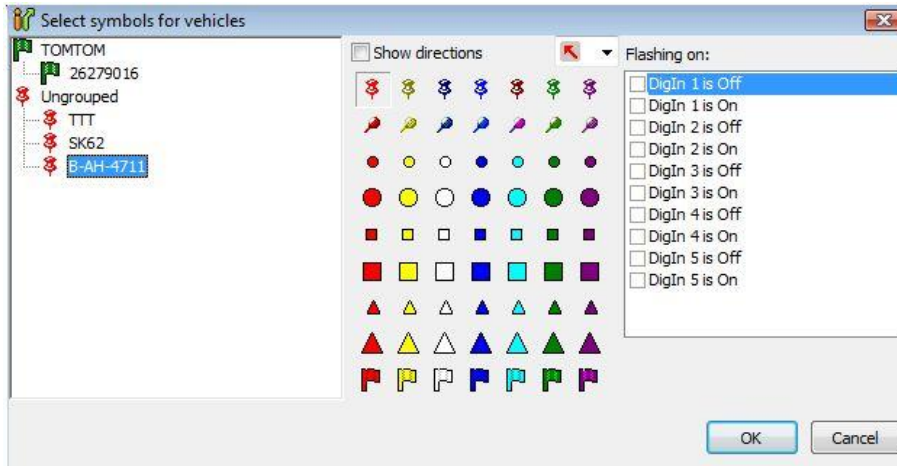 Select symbols for vehicles
TOMTOM
26279016
Ungrouped
TTT
SK62
B-AH-4711
Show directions
Flashing on:
DigIn 1 is Off
DigIn 1 is On
DigIn 2 is Off
DigIn 2 is On
DigIn 3 is Off
DigIn 3 is On
DigIn 4 is Off
DigIn 4 is On
DigIn 5 is Off
DigIn 5 is On
OK
Cancel